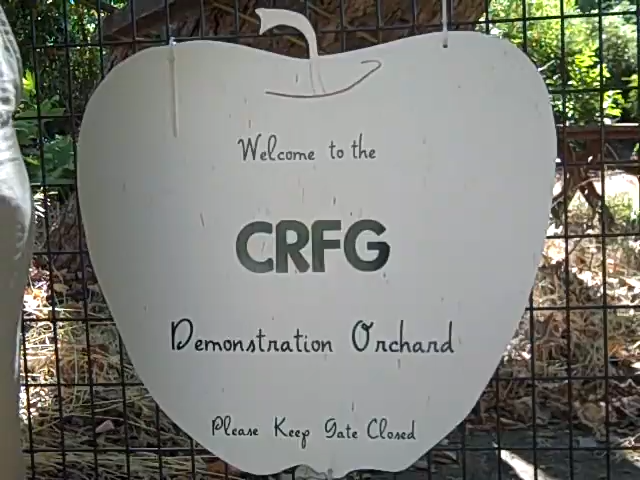 Welcome to the
CRFG
Demonstration Orchard
Please Keep Gate Closed